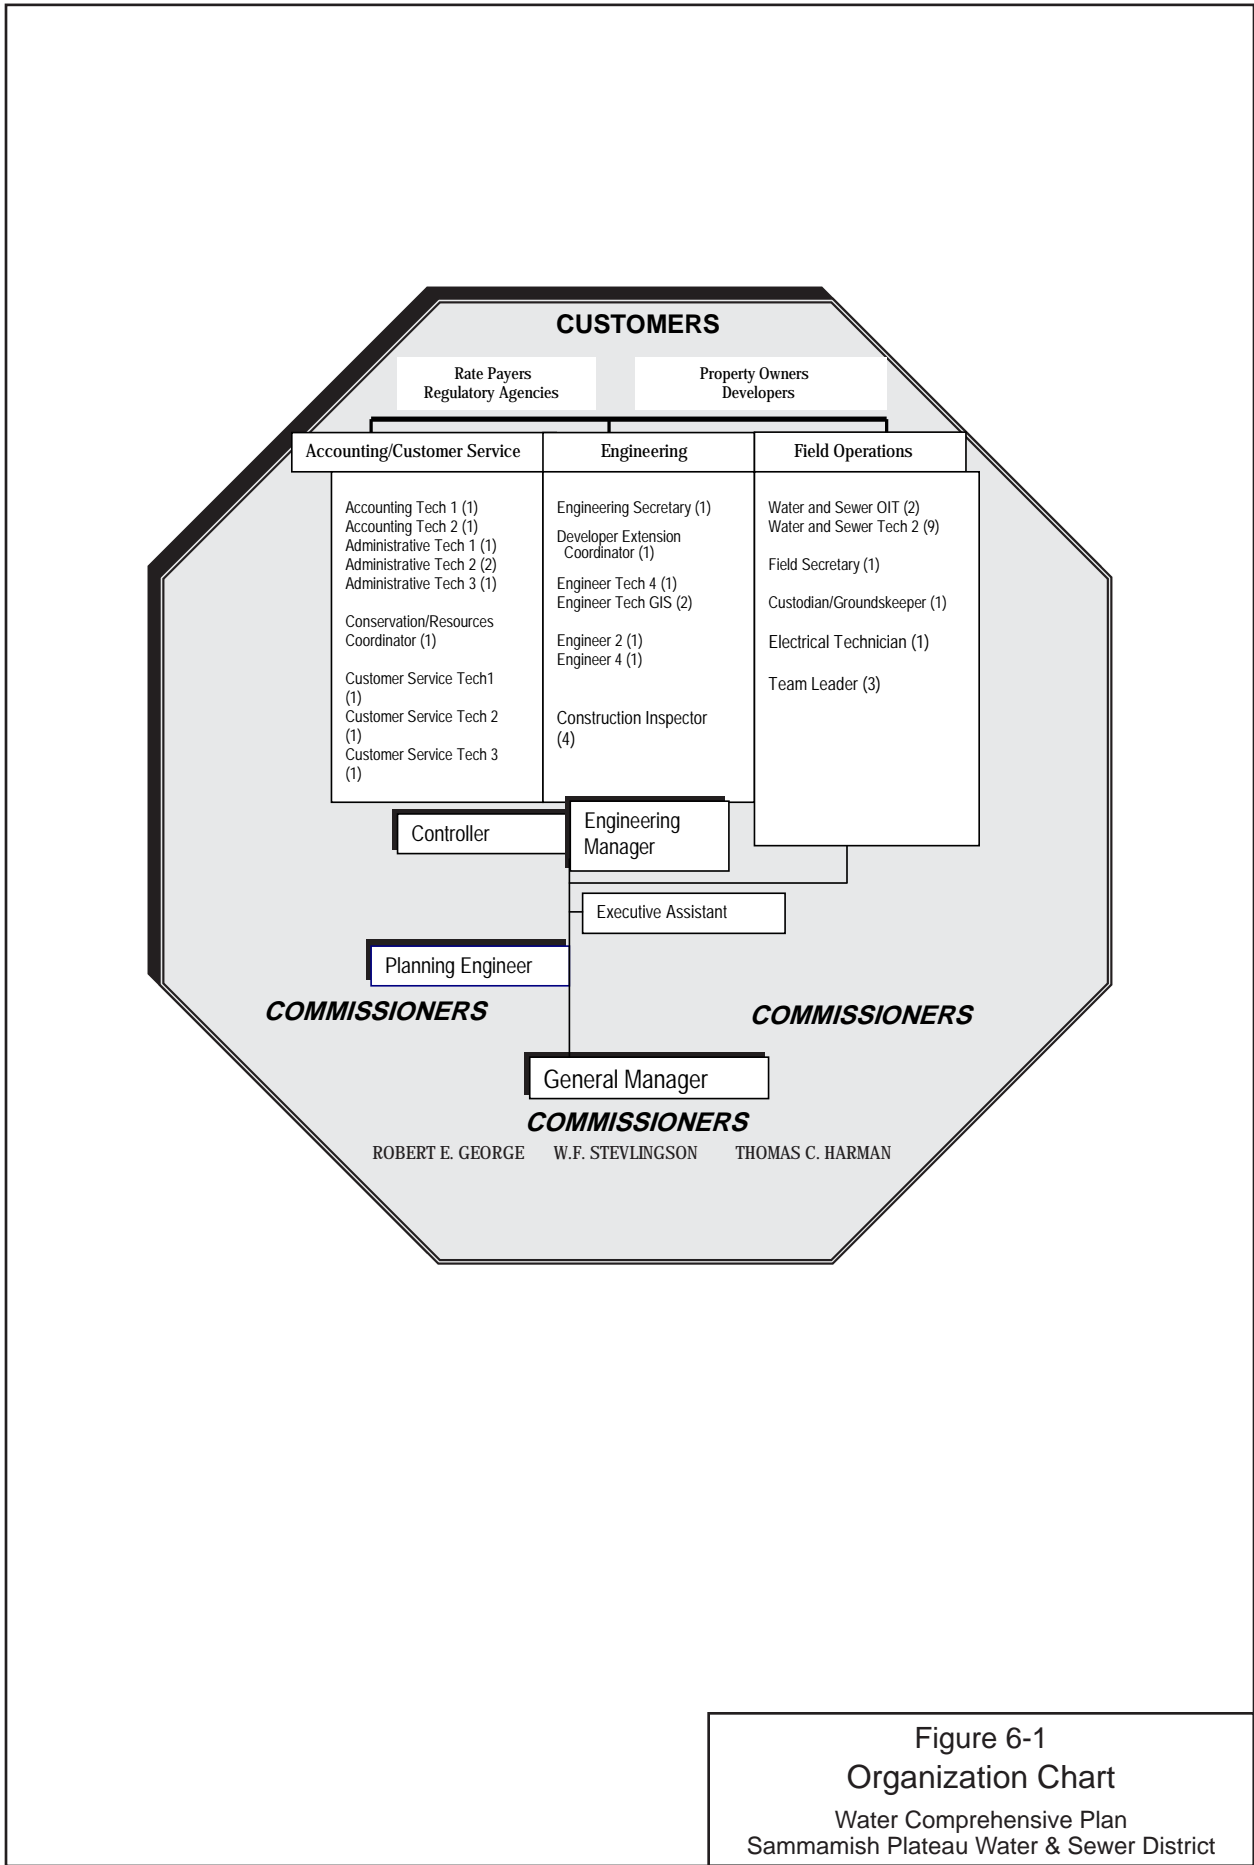 CUSTOMERS
Rate Payers
Regulatory Agencies
Property Owners
Developers
Accounting/Customer Service
Engineering
Field Operations
Accounting Tech 1 (1)
Accounting Tech 2 (1)
Administrative Tech 1 (1)
Administrative Tech 2 (2)
Administrative Tech 3 (1)
Conservation/Resources
Coordinator (1)
Customer Service Tech1
(1)
Customer Service Tech 2
(1)
Customer Service Tech 3
(1)
Engineering Secretary (1)
Developer Extension
Coordinator (1)
Engineer Tech 4 (1)
Engineer Tech GIS (2)
Engineer 2 (1)
Engineer 4 (1)
Construction Inspector
(4)
Water and Sewer OIT (2)
Water and Sewer Tech 2 (9)
Field Secretary (1)
Custodian/Groundskeeper (1)
Electrical Technician (1)
Team Leader (3)
Controller
Engineering
Manager
Executive Assistant
Planning Engineer
COMMISSIONERS
COMMISSIONERS
General Manager
COMMISSIONERS
ROBERT E. GEORGE W.F. STEVLINGSON THOMAS C. HARMAN
Figure 6-1
Organization Chart
Water Comprehensive Plan
Sammamish Plateau Water & Sewer District